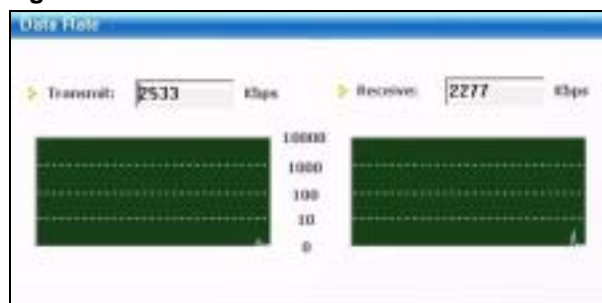 Data Rate
Transmit: 2533 Kbps
Receive: 2277 Kbps
10000
1000
100
10
0